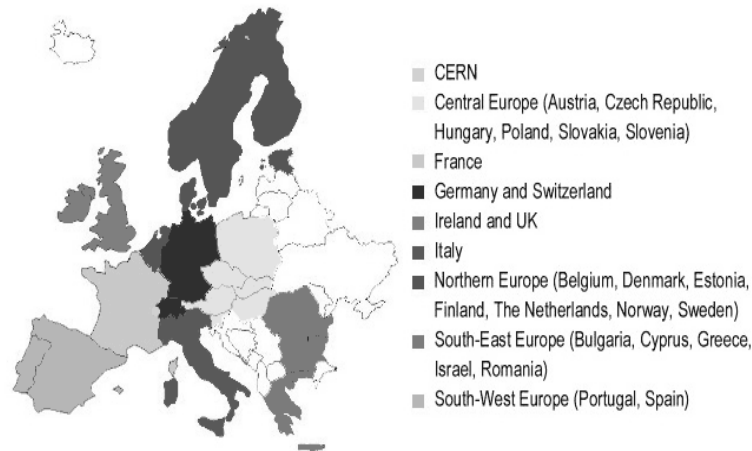 CERN
Central Europe (Austria, Czech Republic,
Hungary, Poland, Slovakia, Slovenia)
France
Germany and Switzerland
Ireland and UK
Italy
Northern Europe (Belgium, Denmark, Estonia,
Finland, The Netherlands, Norway, Sweden)
South-East Europe (Bulgaria, Cyprus, Greece,
Israel, Romania)
South-West Europe (Portugal, Spain)